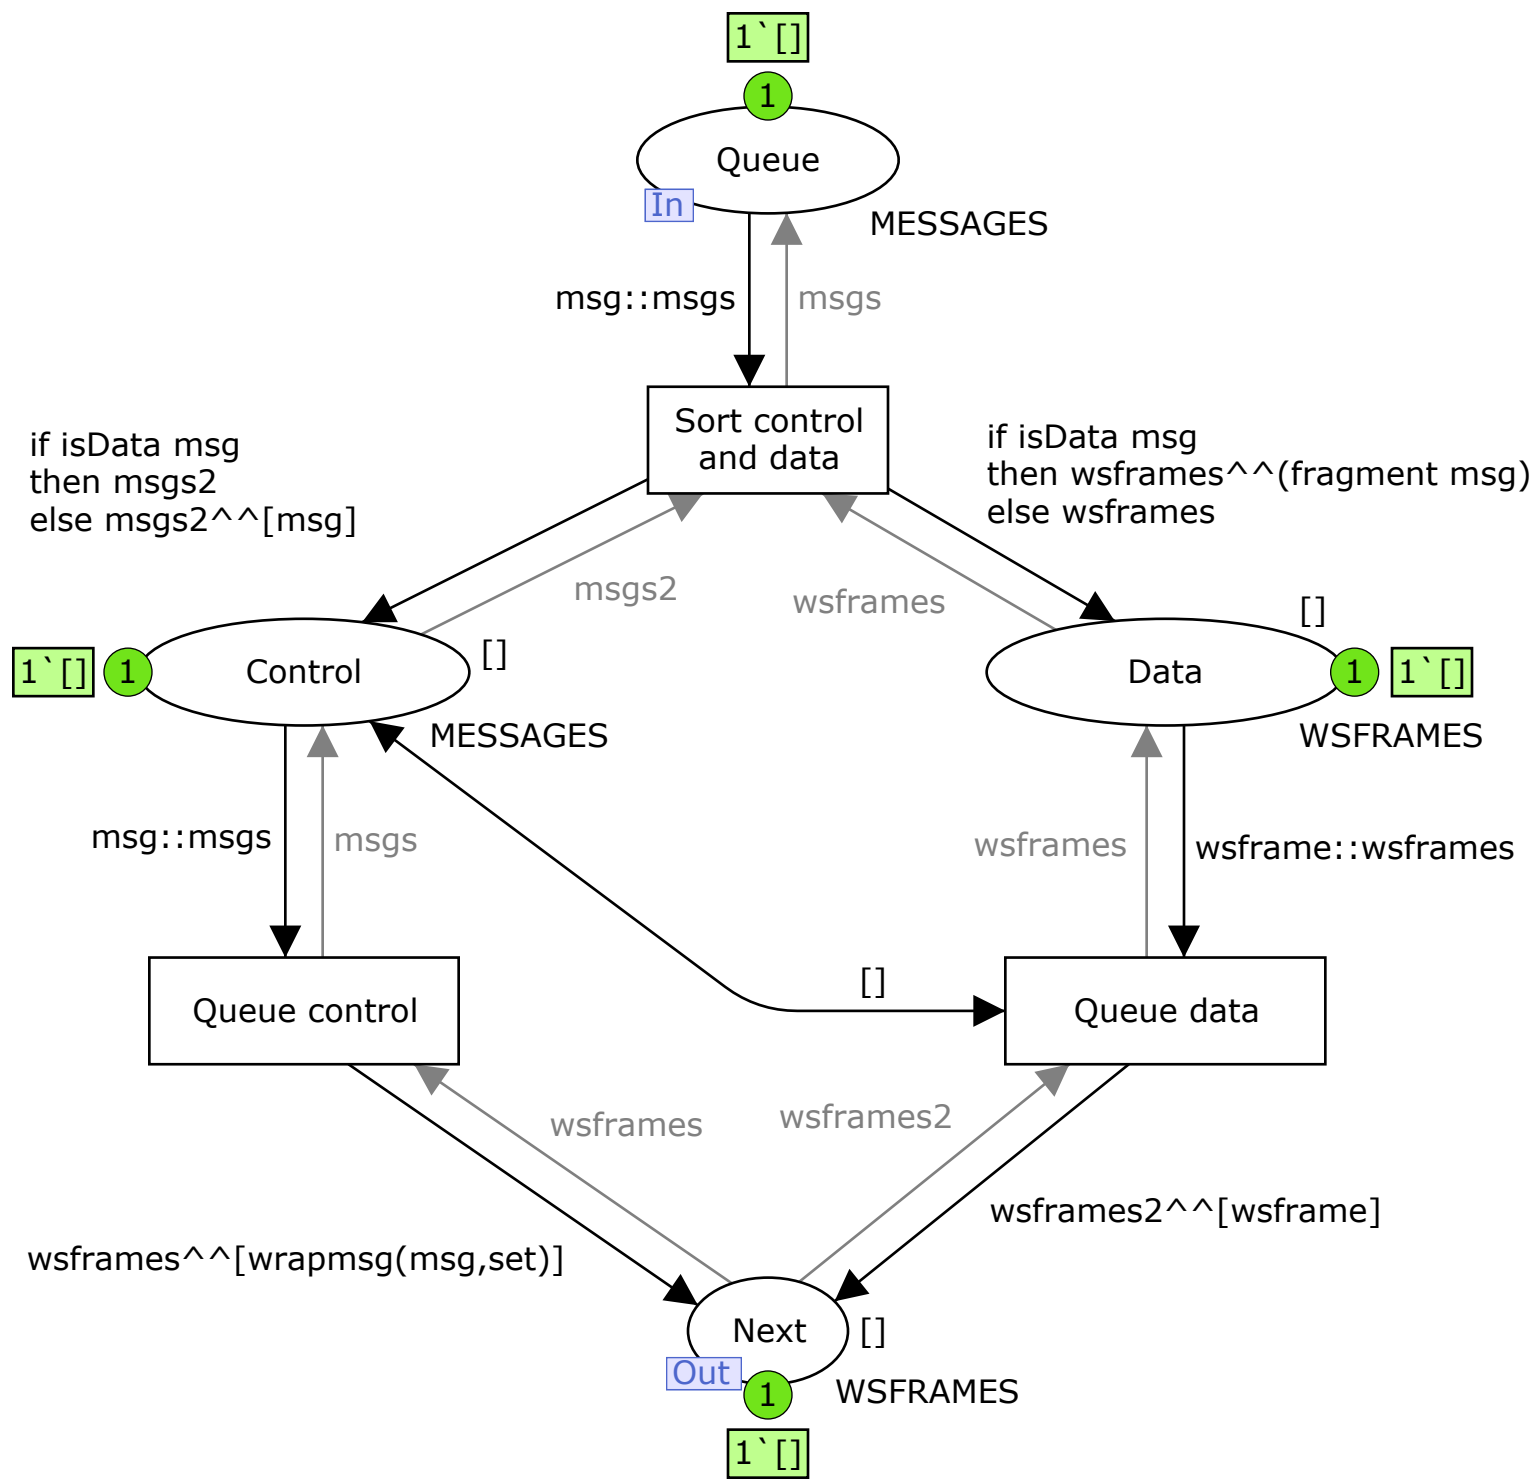 1`[]
1
Queue
In
MESSAGES
msg::msgs
msgs
Sort control
and data
if isData msg
then msgs2
else msgs2^^[msg]
if isData msg
then wsframes^^(fragment msg)
else wsframes
msgs2
wsframes
[]
[]
1`[]
1
Control
Data
1
1`[]
MESSAGES
WSFRAMES
msg::msgs
msgs
wsframes
wsframe::wsframes
[]
Queue control
Queue data
wsframes
wsframes2
wsframes2^^[wsframe]
wsframes^^[wrapmsg(msg,set)]
Next
[]
Out
1
WSFRAMES
1`[]